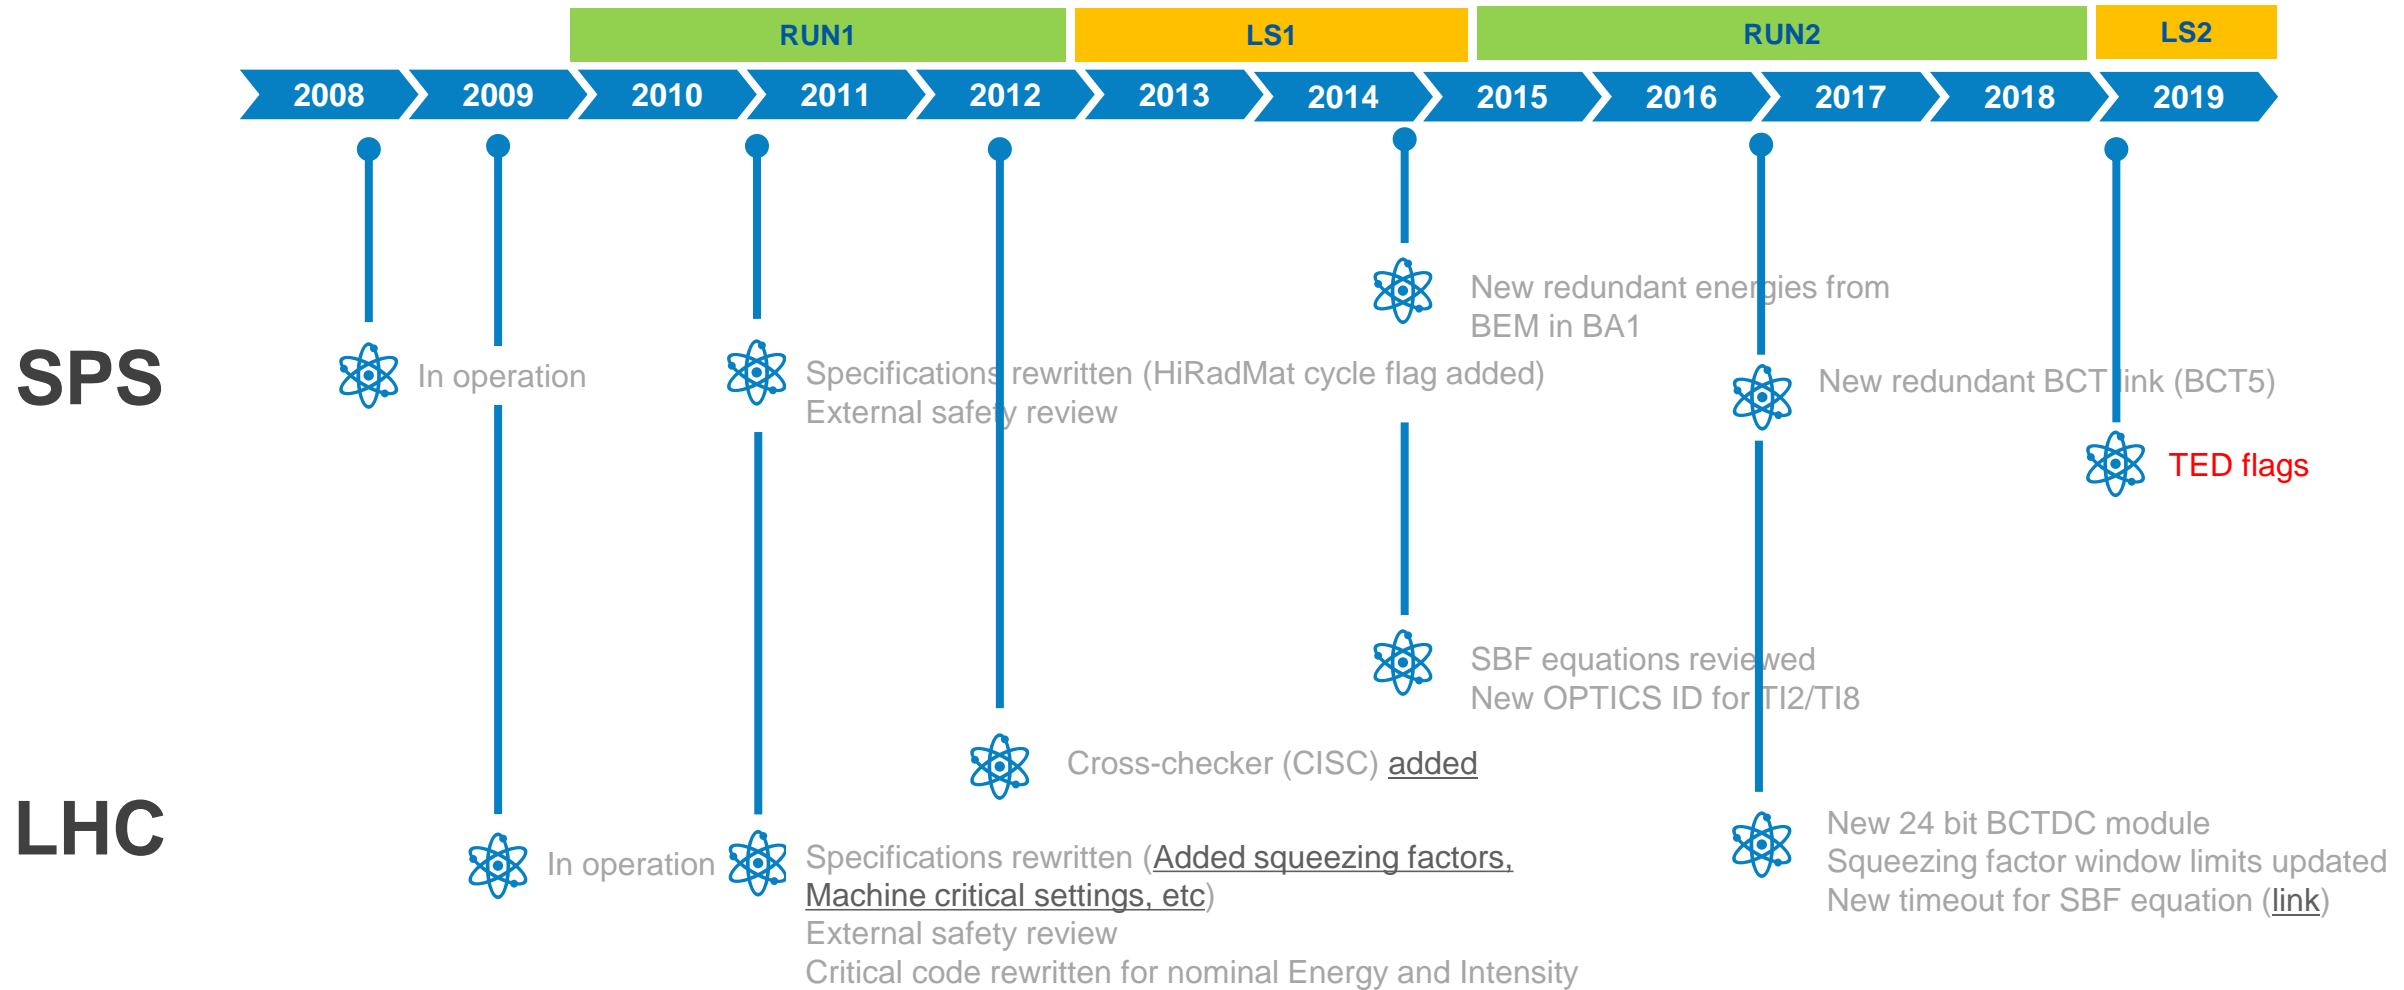 RUN1
LS1
RUN2
LS2
2008
2009
2010
2011
2012
2013
2014
2015
2016
2017
2018
2019
SPS
In operation
Specifications rewritten (HiRadMat cycle flag added)
External safety review
New redundant energies from
BEM in BA1
New redundant BCT link (BCT5)
TED flags
SBF equations reviewed
New OPTICS ID for TI2/TI8
Cross-checker (CISC) added
LHC
In operation
Specifications rewritten (Added squeezing factors,
Machine critical settings, etc)
External safety review
Critical code rewritten for nominal Energy and Intensity
New 24 bit BCTDC module
Squeezing factor window limits updated
New timeout for SBF equation (link)